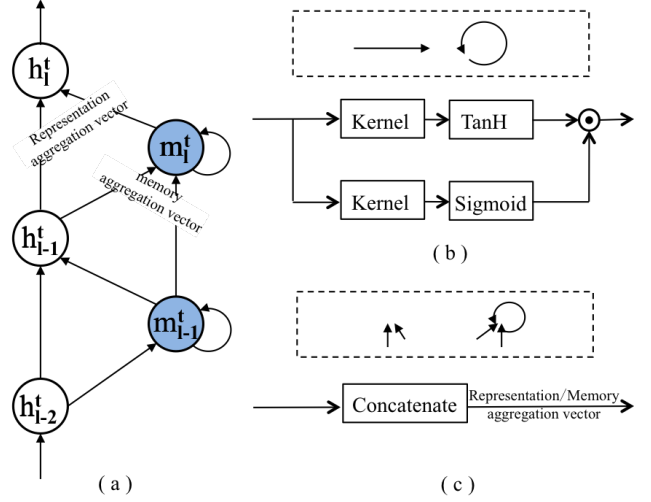 h_l^t
Representation
aggregation vector
m_l^t
memory
aggregation vector
h_{l-1}^t
m_{l-1}^t
h_{l-2}^t
( a )
Kernel
TanH
Kernel
Sigmoid
( b )
Concatenate
Representation/Memory
aggregation vector
( c )